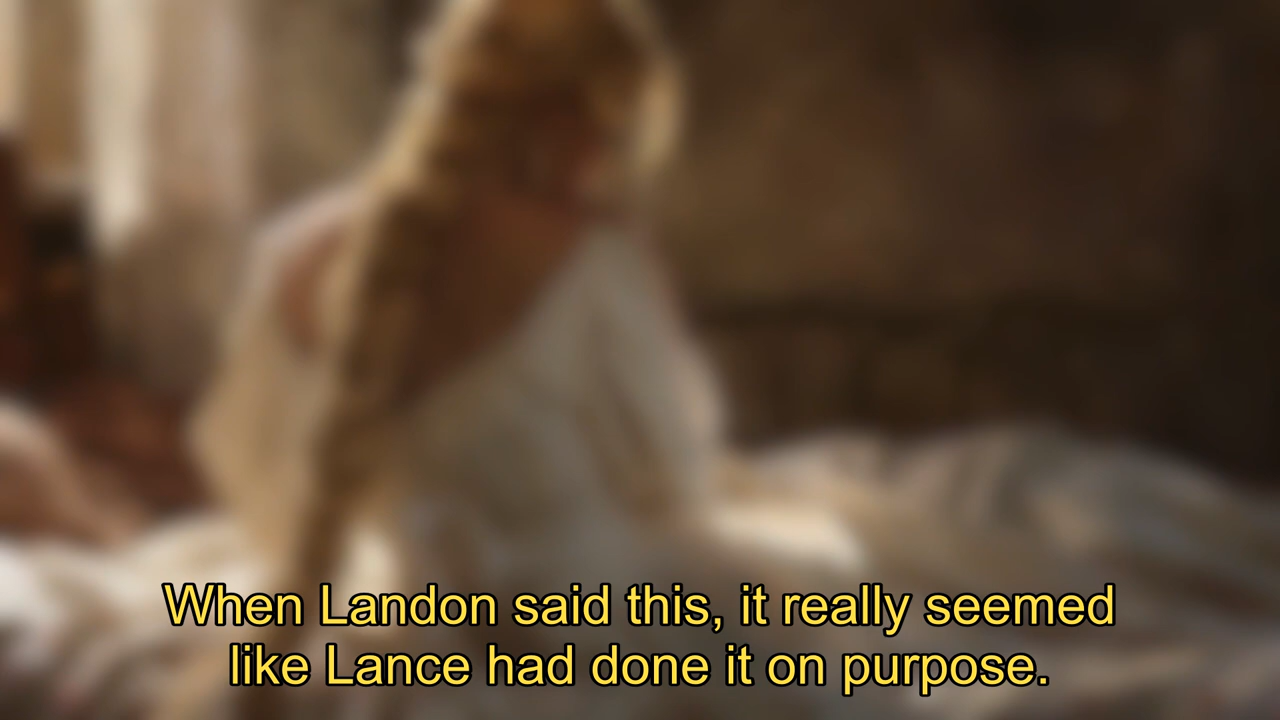 When Landon said this, it really seemed
like Lance had done it on purpose.